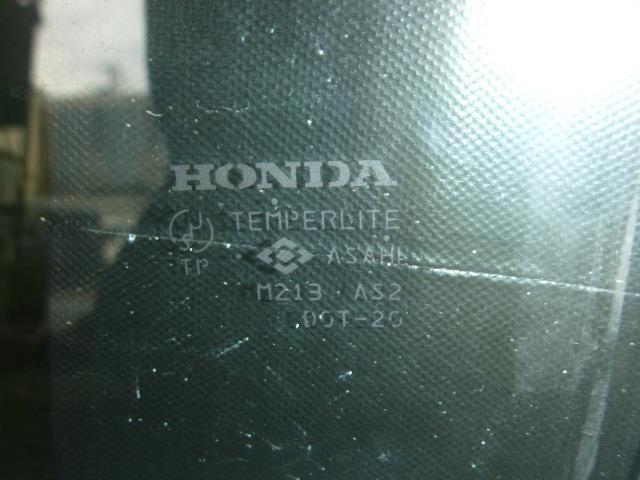 HONDA
TEMPERLITE
TP ASAHI
M213 AS2
DOT-20